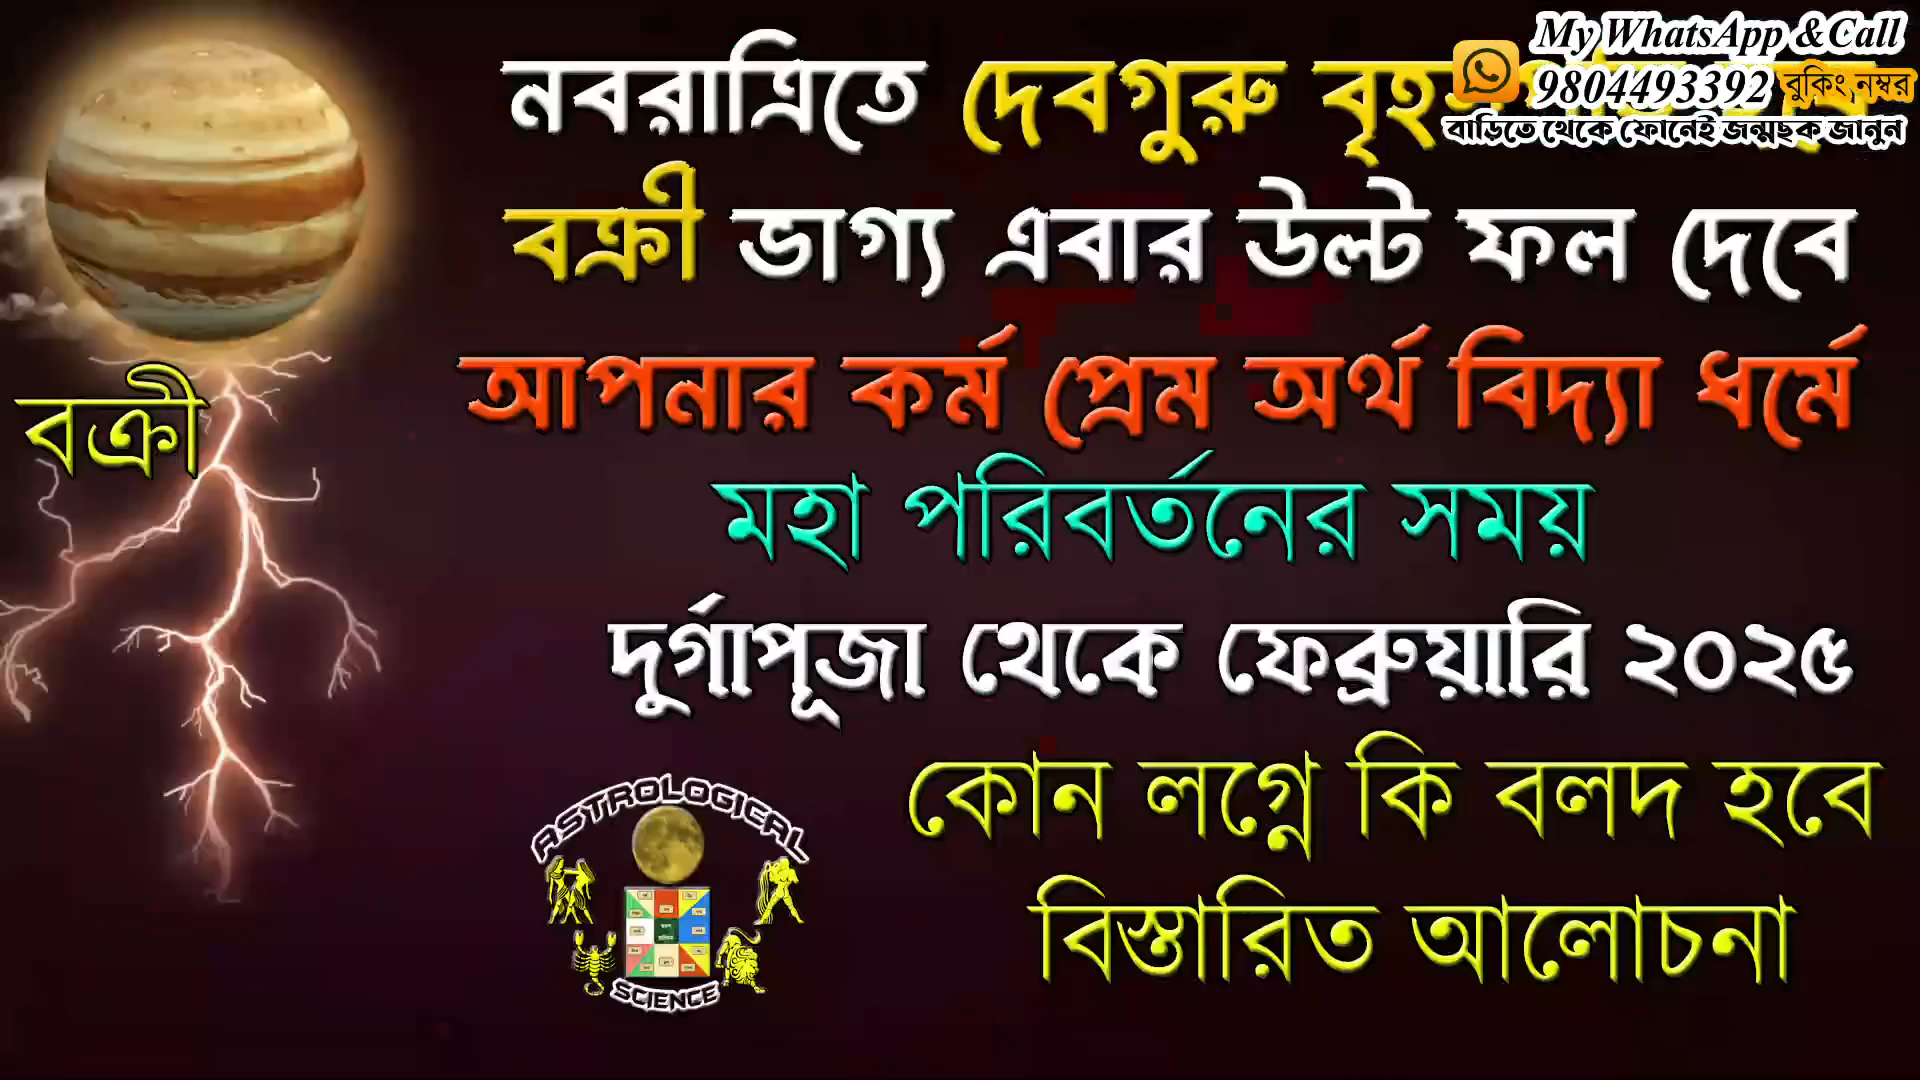 My WhatsApp & Call
9804493392 বুকিং নম্বর
বাড়িতে থেকে ফোনেই জন্মছক জানুন
নবরাত্রিতে দেবগুরু
বক্রী ভাগ্য এবার উল্ট ফল দেবে
আপনার কর্ম প্রেম অর্থ বিদ্যা ধর্মে
বক্রী
মহা পরিবর্তনের সময়
দুর্গাপূজা থেকে ফেব্রুয়ারি ২০২৫
কোন লগ্নে কি বলদ হবে
বিস্তারিত আলোচনা
ASTROLOGICAL
SCIENCE